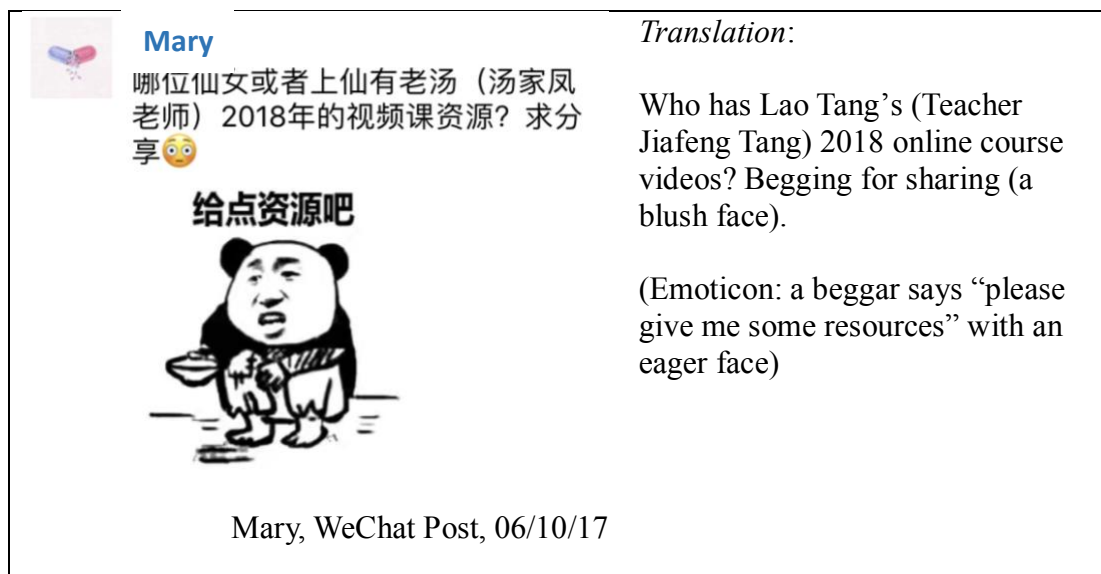 Mary
哪位仙女或者上仙有老汤（汤家凤
老师）2018年的视频课资源？求分
享😳
给点资源吧
Mary, WeChat Post, 06/10/17
Translation:
Who has Lao Tang’s (Teacher
Jiafeng Tang) 2018 online course
videos? Begging for sharing (a
blush face).
(Emoticon: a beggar says “please
give me some resources” with an
eager face)